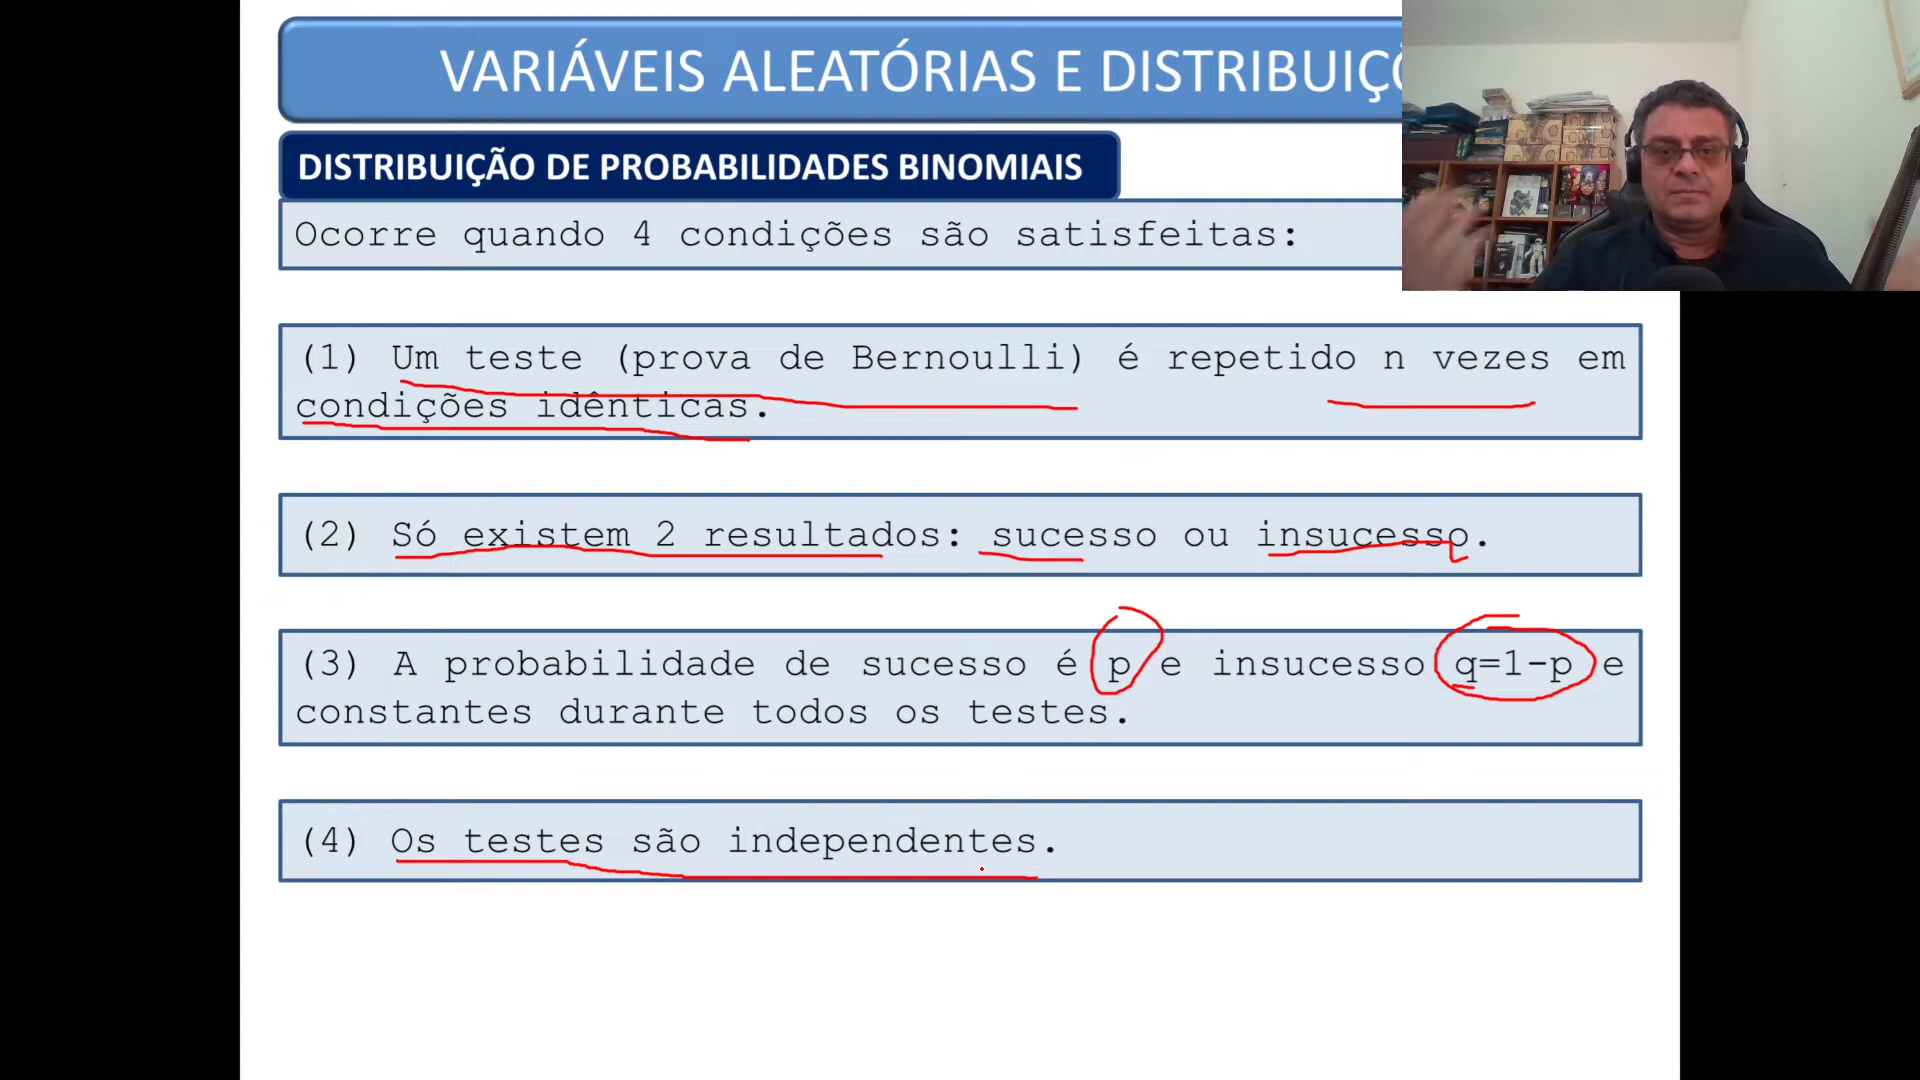 VARIÁVEIS ALEATÓRIAS E DISTRIBUIÇÕ
DISTRIBUIÇÃO DE PROBABILIDADES BINOMIAIS
Ocorre quando 4 condições são satisfeitas:
(1) Um teste (prova de Bernoulli) é repetido n vezes em
condições idênticas.
(2) Só existem 2 resultados: sucesso ou insucesso.
(3) A probabilidade de sucesso é p e insucesso q=1-p e
constantes durante todos os testes.
(4) Os testes são independentes.